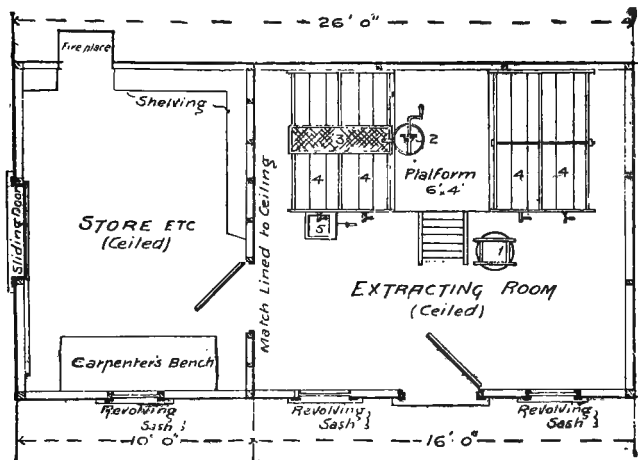 26' 0"
Fire place
Shelving
3
2
4 4
4 4
Platform
6'x4'
5
1
STORE ETC
(Ceiled)
Sliding Door
Match Lined to Ceiling
EXTRACTING ROOM
(Ceiled)
Carpenter's Bench
Revolving
Sash
Revolving
Sash
Revolving
Sash
10' 0"
16' 0"